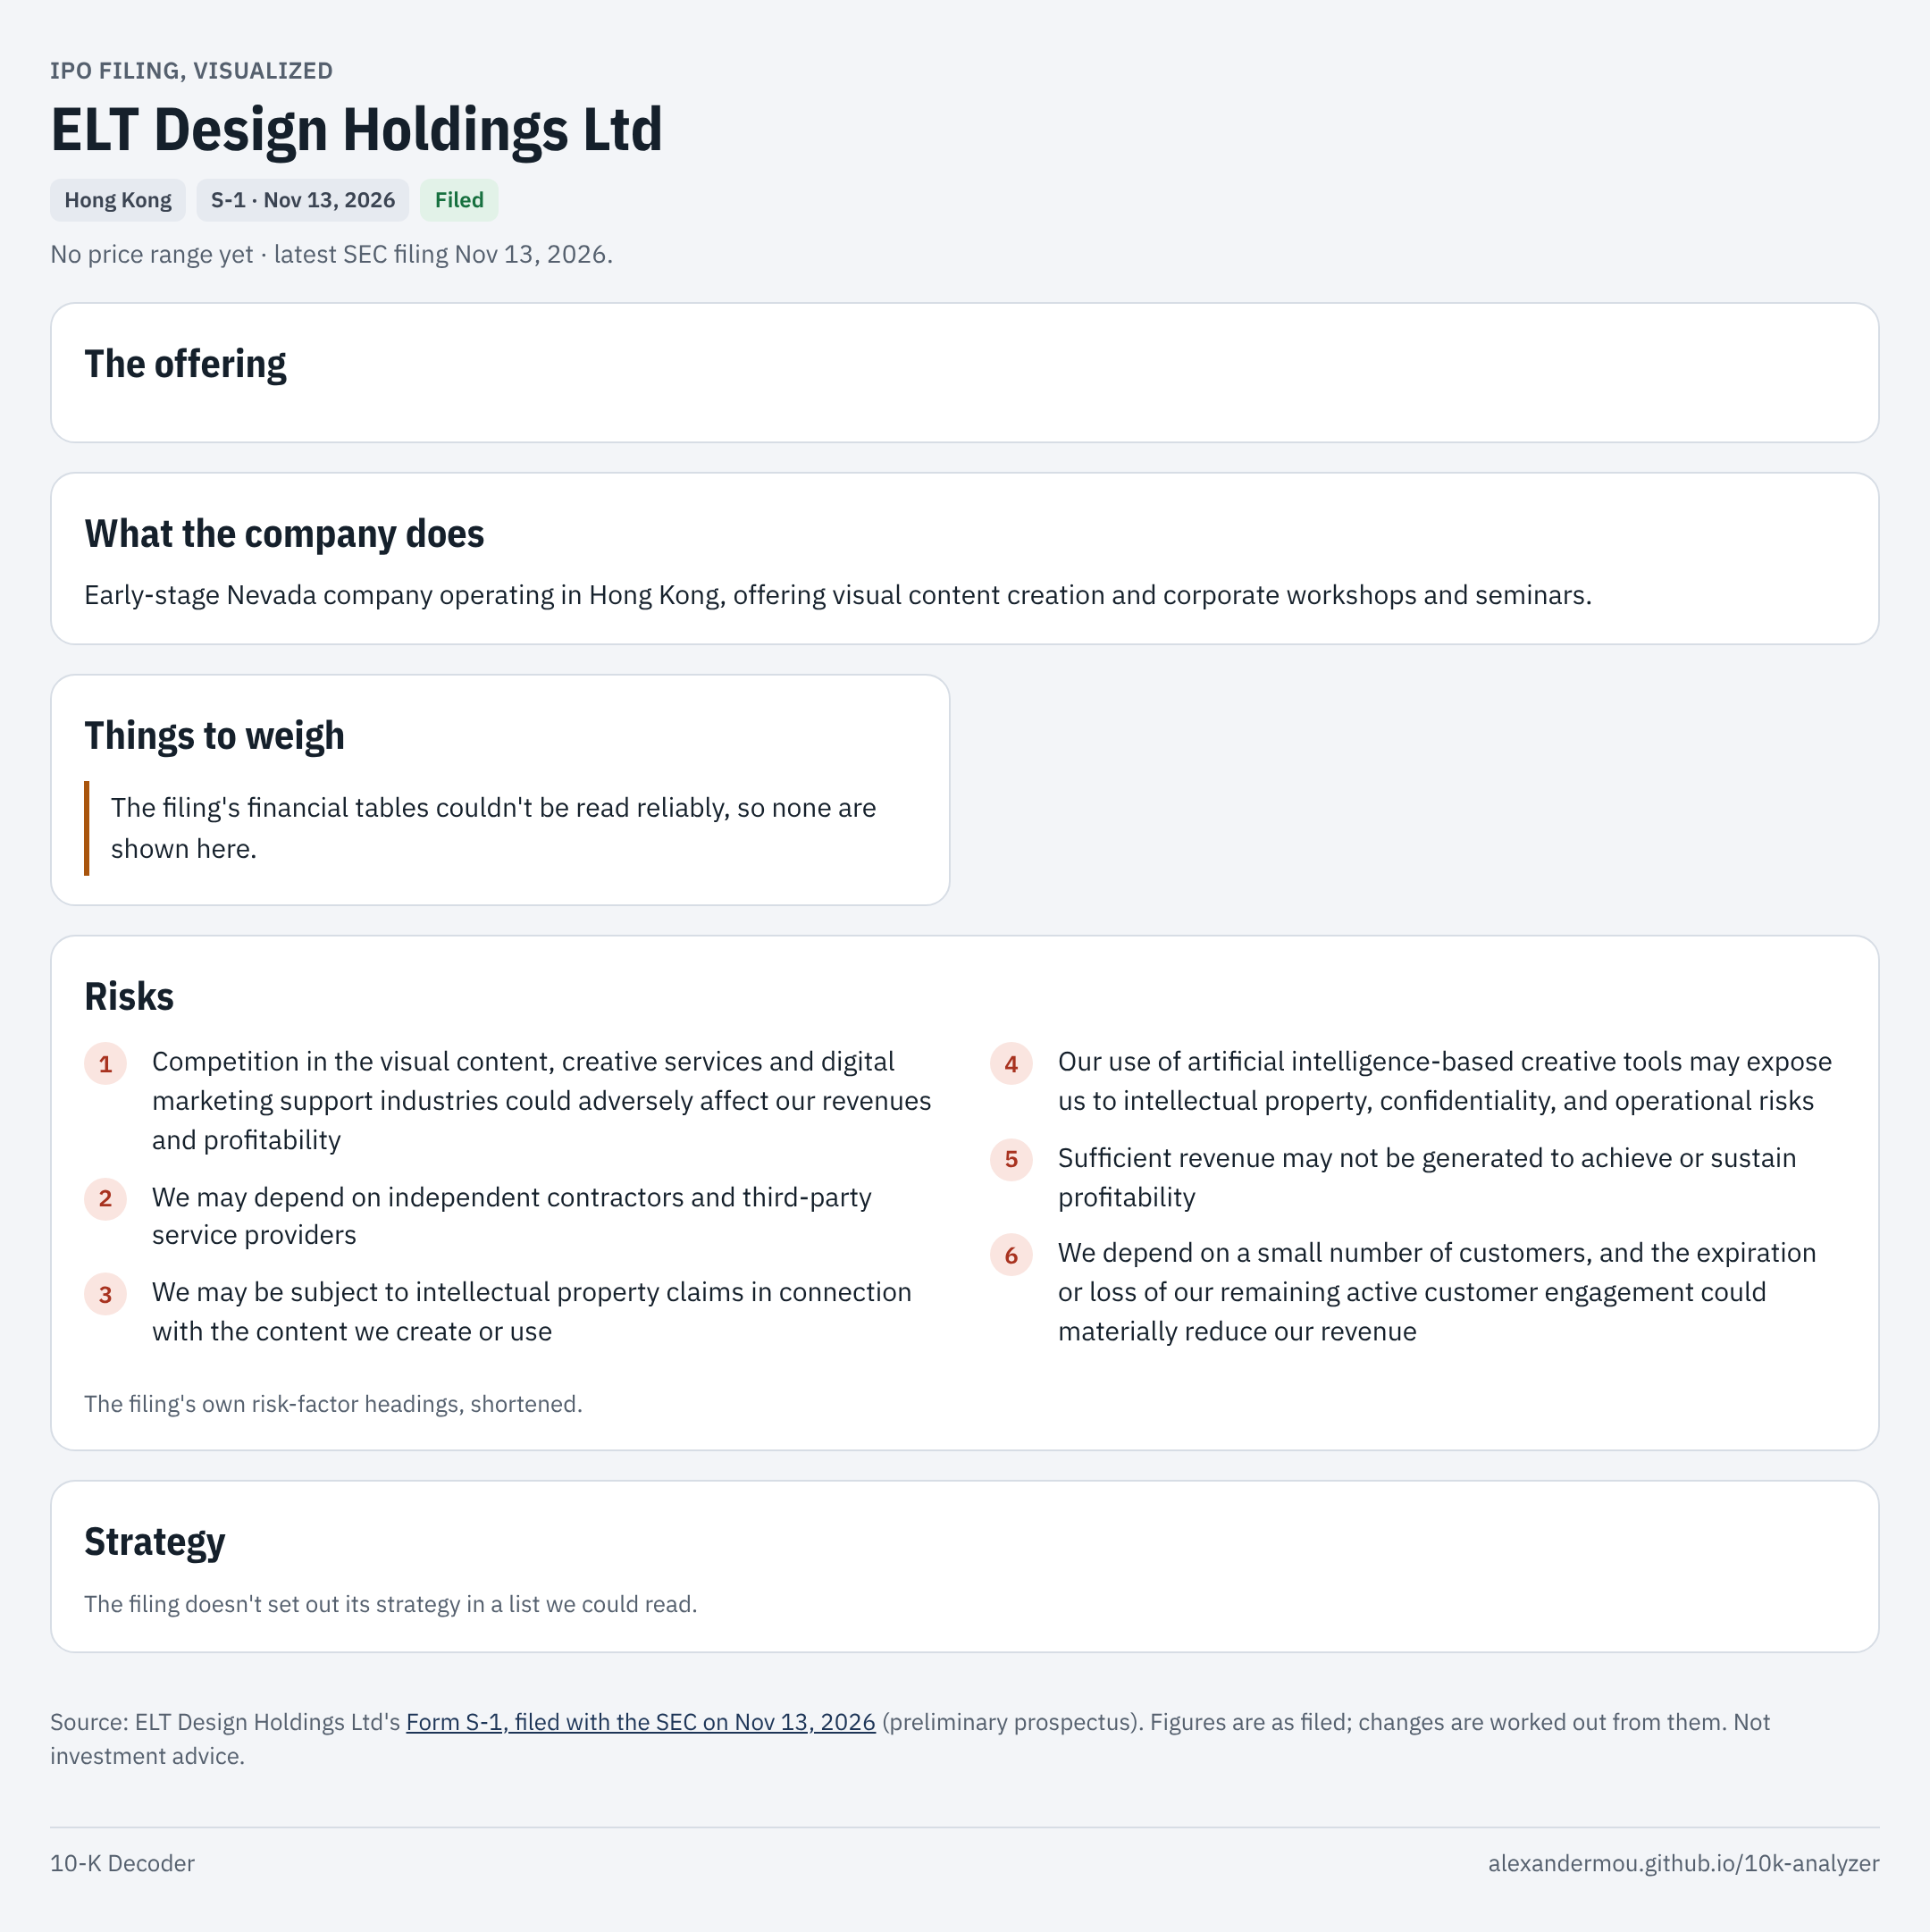 IPO FILING, VISUALIZED
ELT Design Holdings Ltd
Hong Kong
S-1 · Nov 13, 2026
Filed
No price range yet · latest SEC filing Nov 13, 2026.
The offering
What the company does
Early-stage Nevada company operating in Hong Kong, offering visual content creation and corporate workshops and seminars.
Things to weigh
The filing's financial tables couldn't be read reliably, so none are
shown here.
Risks
1 Competition in the visual content, creative services and digital
marketing support industries could adversely affect our revenues
and profitability
2 We may depend on independent contractors and third-party
service providers
3 We may be subject to intellectual property claims in connection
with the content we create or use
4 Our use of artificial intelligence-based creative tools may expose
us to intellectual property, confidentiality, and operational risks
5 Sufficient revenue may not be generated to achieve or sustain
profitability
6 We depend on a small number of customers, and the expiration
or loss of our remaining active customer engagement could
materially reduce our revenue
The filing's own risk-factor headings, shortened.
Strategy
The filing doesn't set out its strategy in a list we could read.
Source: ELT Design Holdings Ltd's Form S-1, filed with the SEC on Nov 13, 2026 (preliminary prospectus). Figures are as filed; changes are worked out from them. Not
investment advice.
10-K Decoder
alexandermou.github.io/10k-analyzer